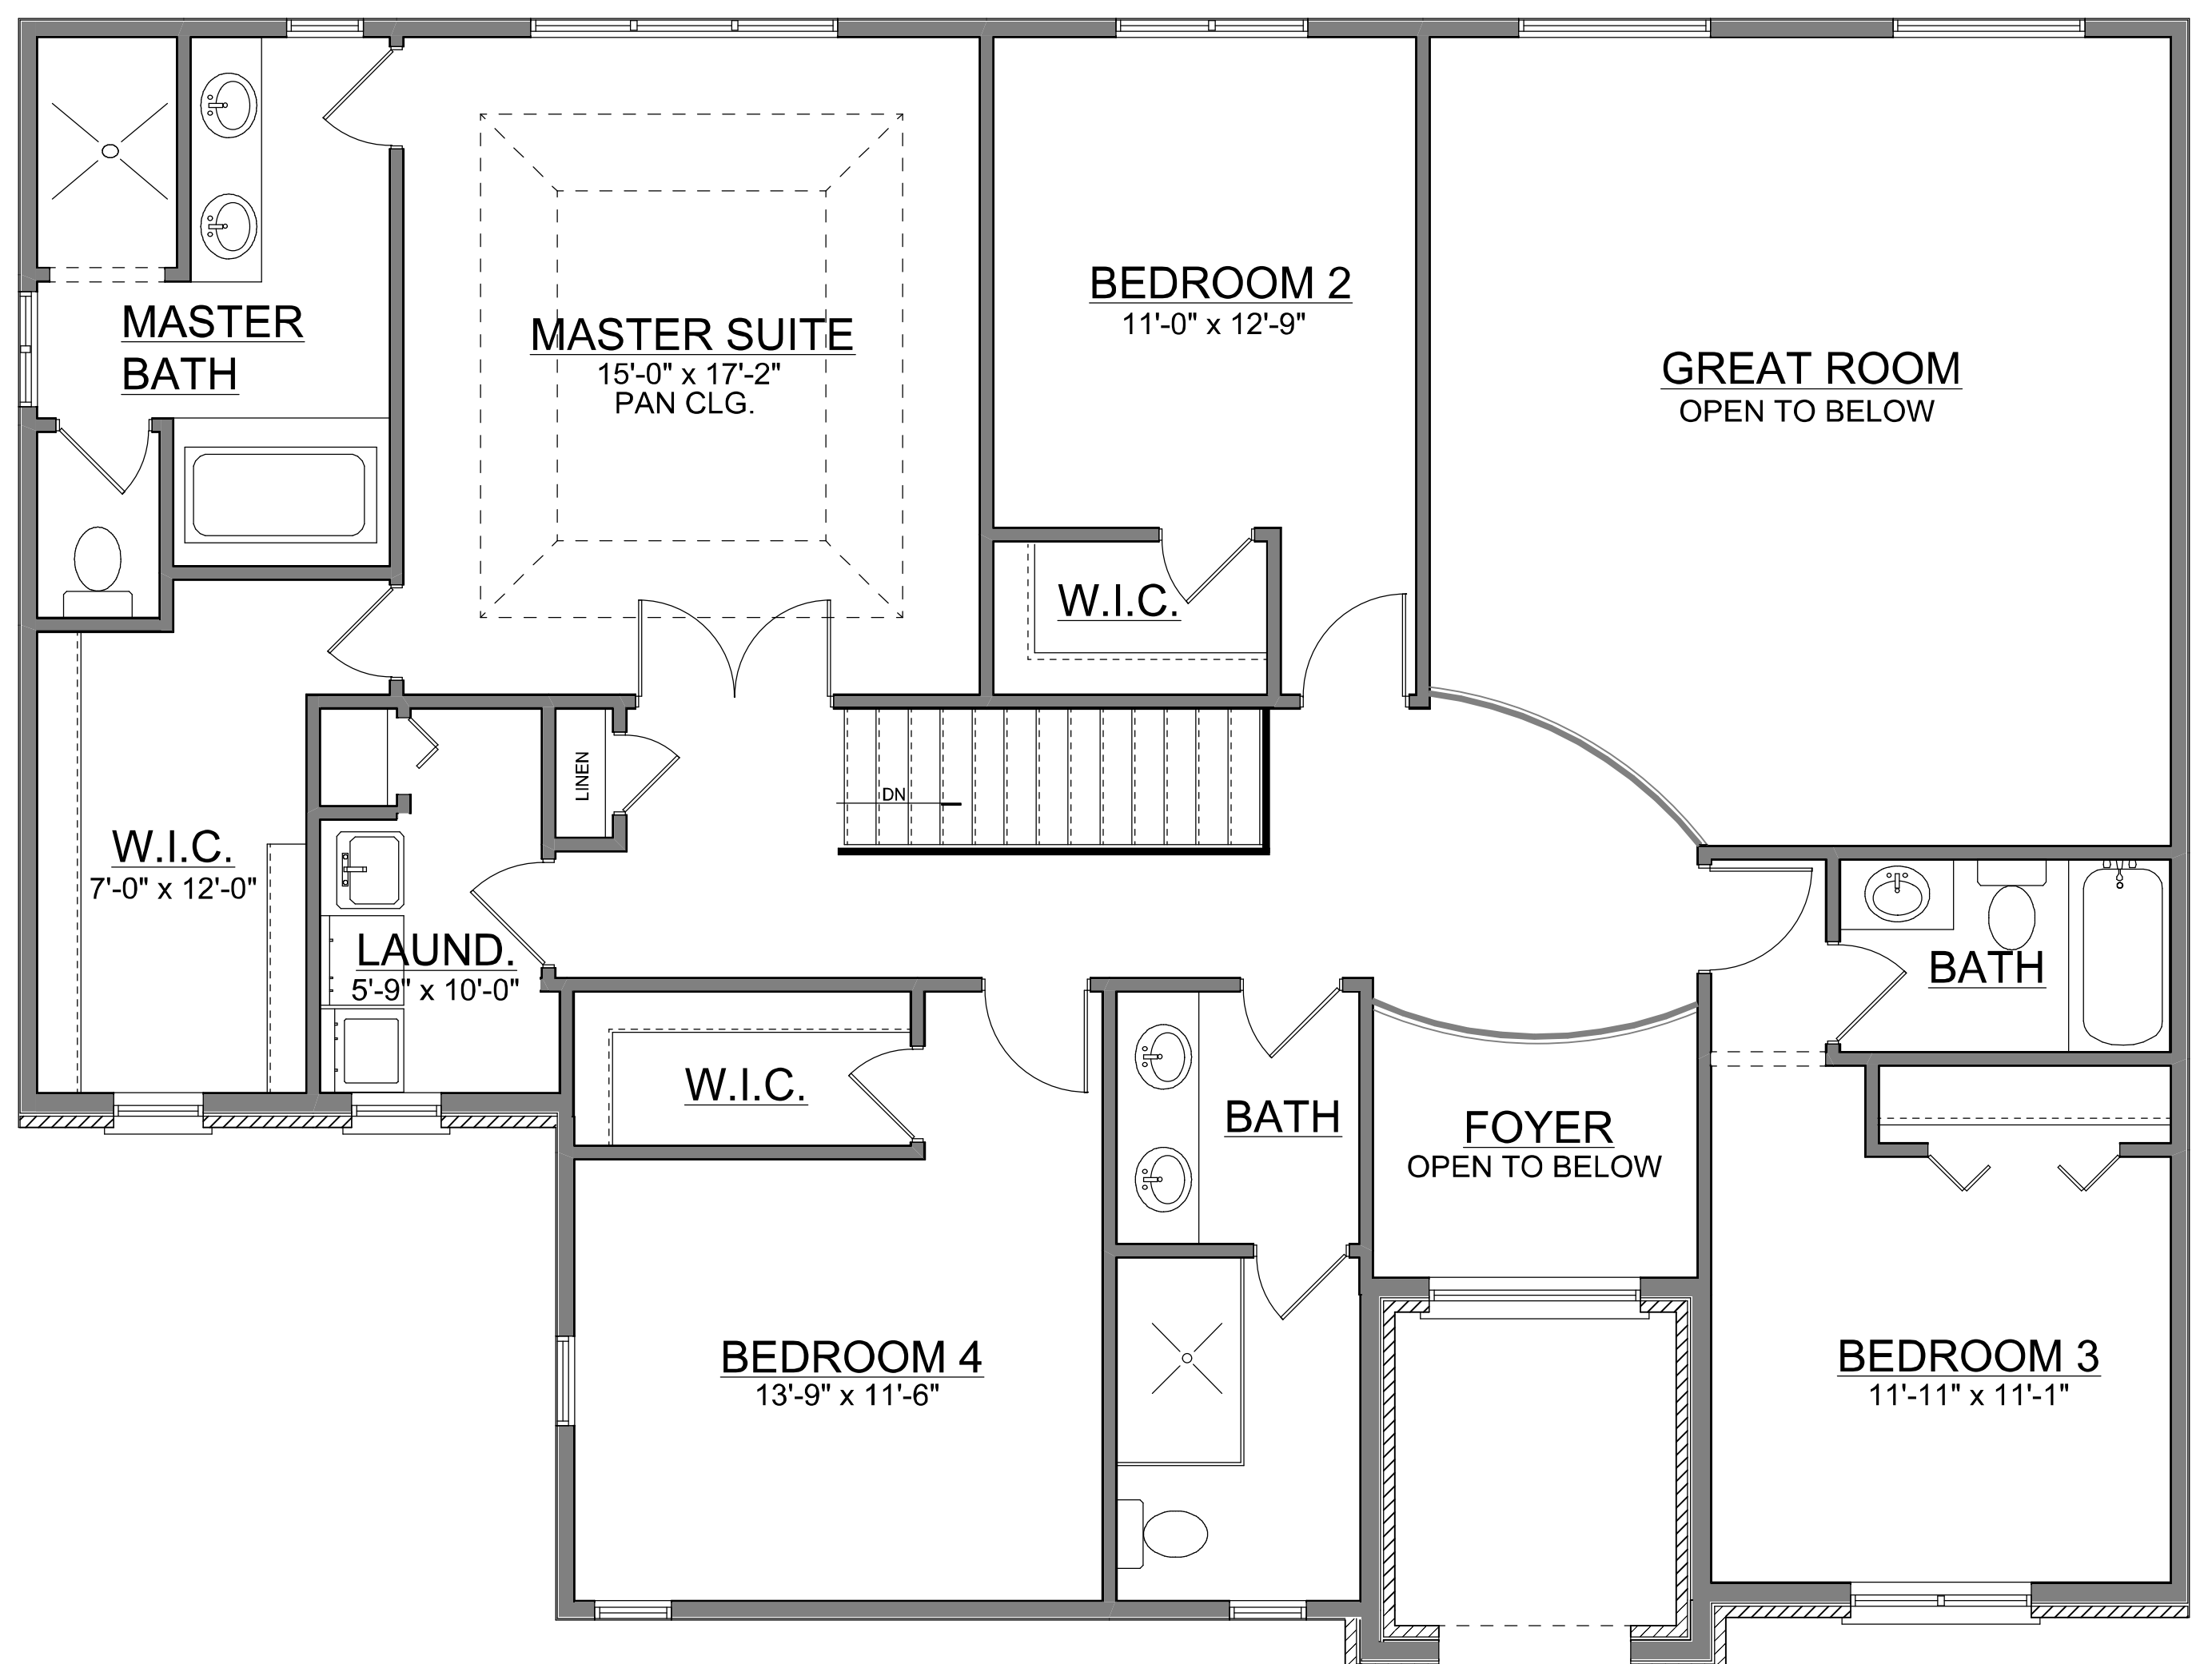 BEDROOM 2
11'-0" x 12'-9"
MASTER
BATH
MASTER SUITE
15'-0" x 17'-2"
PAN CLG.
GREAT ROOM
OPEN TO BELOW
W.I.C.
LINEN
DN
W.I.C.
7'-0" x 12'-0"
LAUND.
5'-9" x 10'-0"
BATH
W.I.C.
BATH
FOYER
OPEN TO BELOW
BEDROOM 4
13'-9" x 11'-6"
BEDROOM 3
11'-11" x 11'-1"